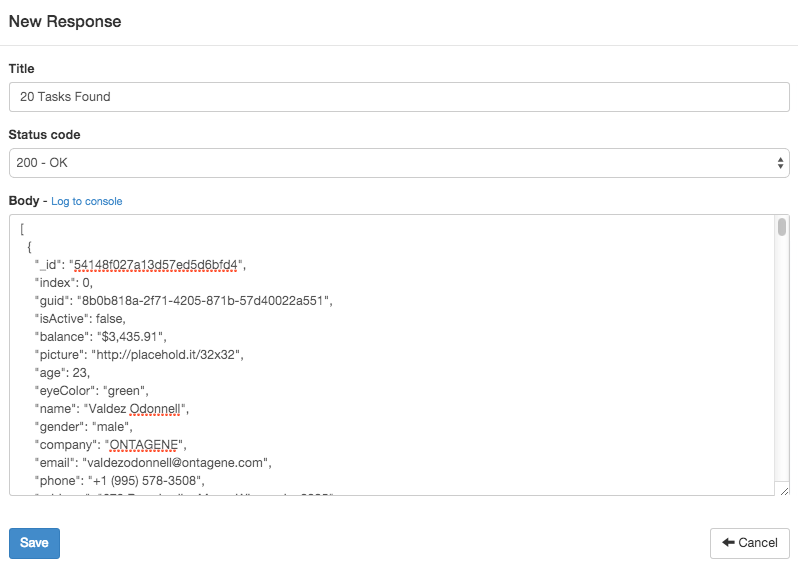 New Response
Title
20 Tasks Found
Status code
200 - OK
Body - Log to console
[
{
"_id": "54148f027a13d57ed5d6bfd4",
"index": 0,
"guid": "8b0b818a-2f71-4205-871b-57d40022a551",
"isActive": false,
"balance": "$3,435.91",
"picture": "http://placehold.it/32x32",
"age": 23,
"eyeColor": "green",
"name": "Valdez Odonnell",
"gender": "male",
"company": "ONTAGENE",
"email": "valdezodonnell@ontagene.com",
"phone": "+1 (995) 578-3508",
Save
Cancel